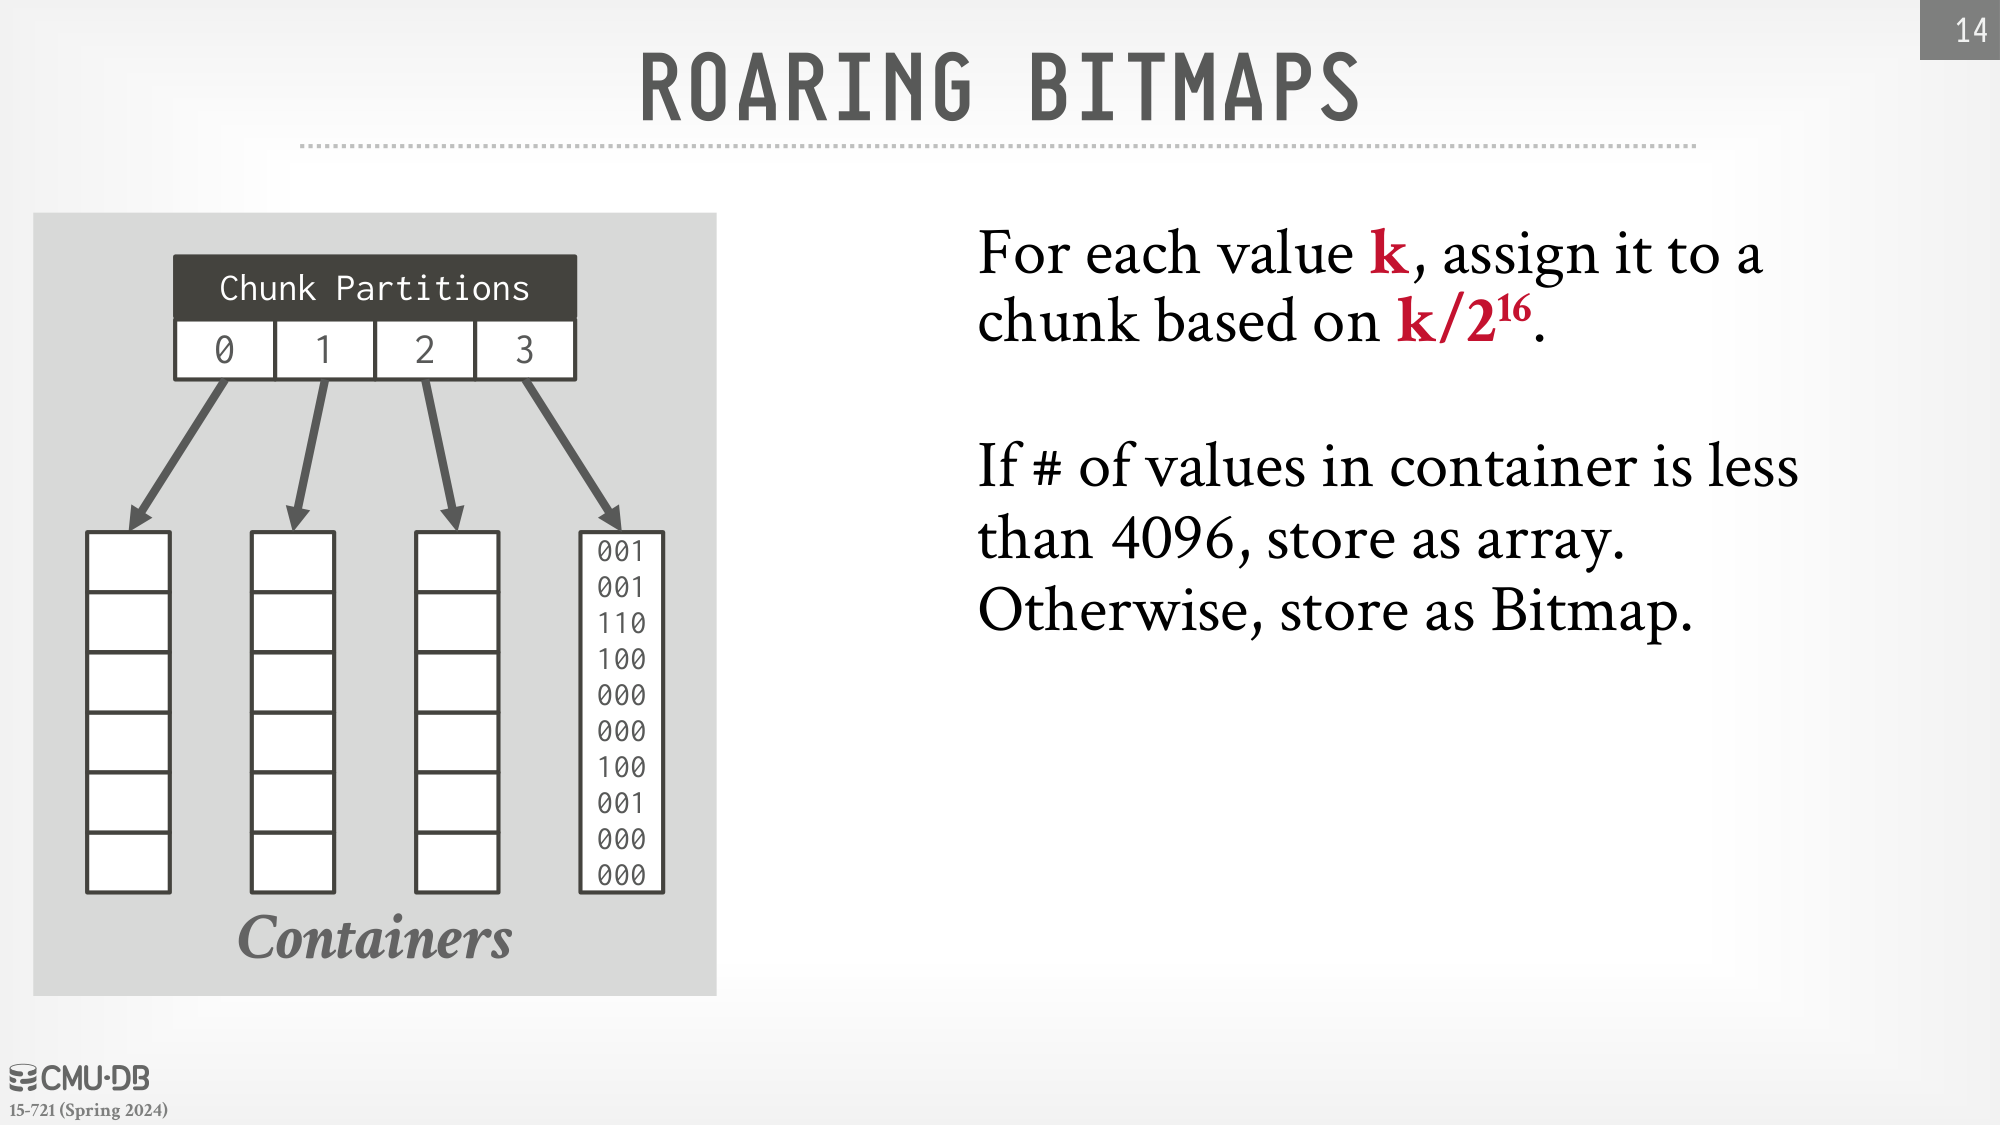 14
ROARING BITMAPS
Chunk Partitions
0 1 2 3
001
001
110
100
000
000
100
001
000
000
Containers
For each value k, assign it to a
chunk based on k/2¹⁶.
If # of values in container is less
than 4096, store as array.
Otherwise, store as Bitmap.
CMU·DB
15-721 (Spring 2024)